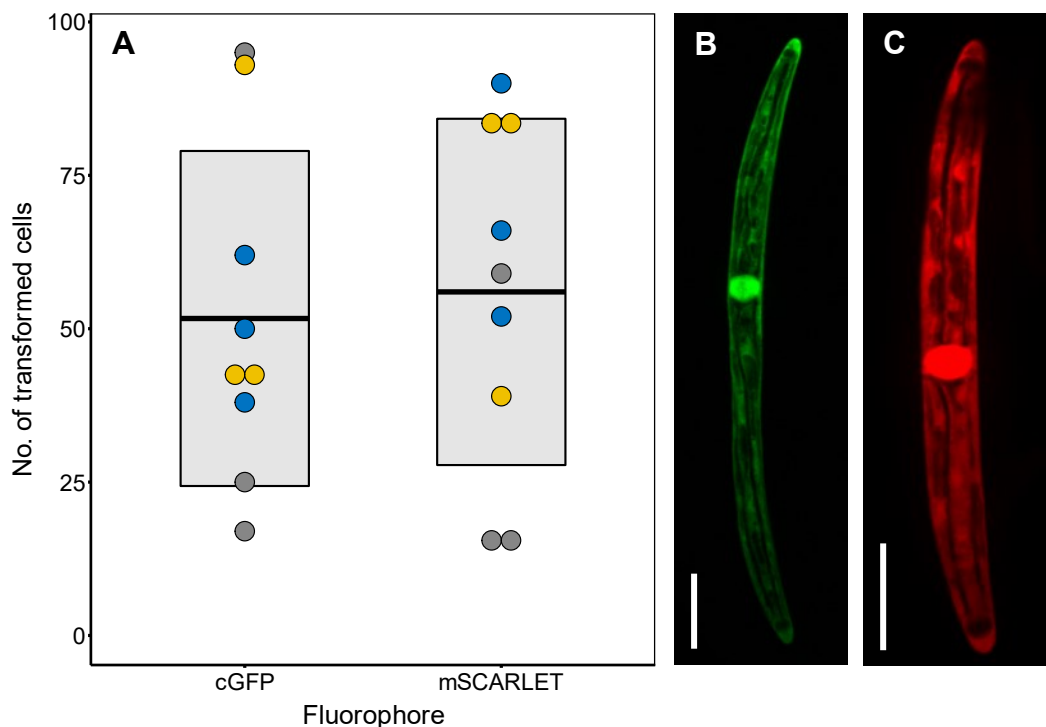 A
B
C
No. of transformed cells
100
75
50
25
0
cGFP
mSCARLET
Fluorophore